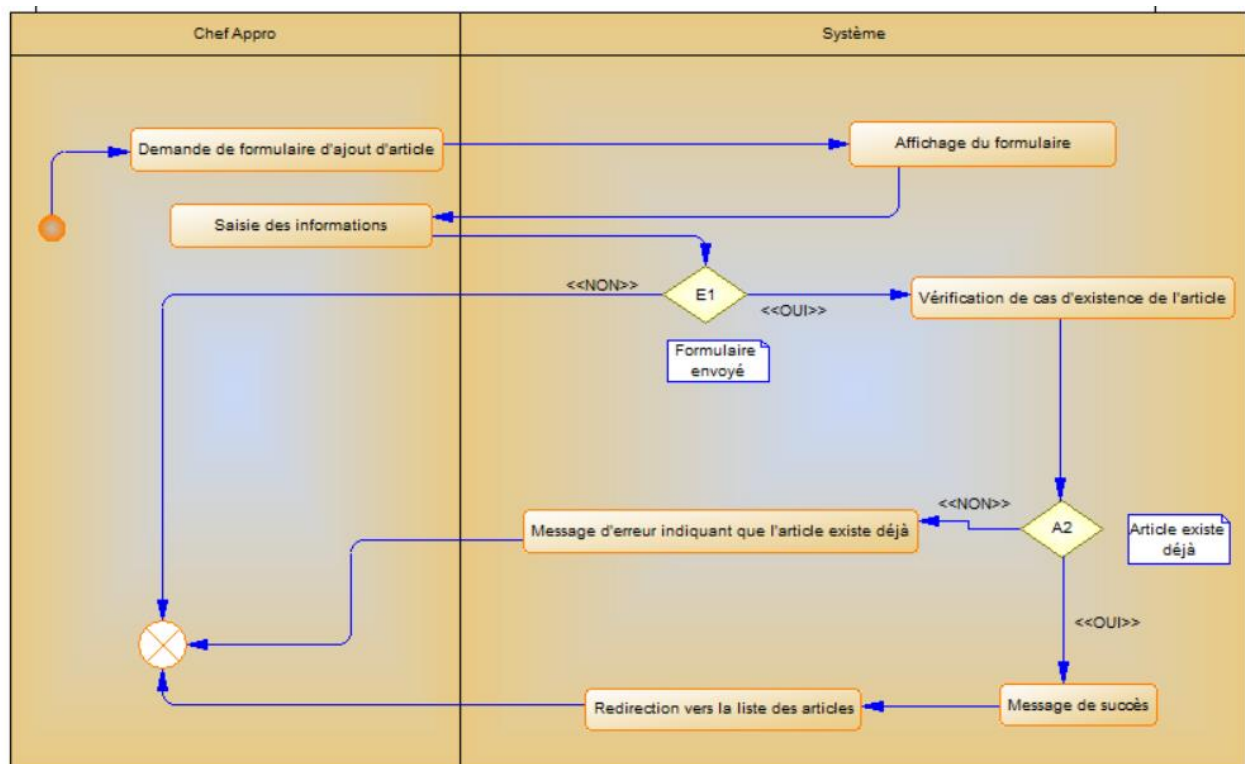 Chef Appro
Système
Demande de formulaire d'ajout d'article
Affichage du formulaire
Saisie des informations
<<NON>>
E1
<<OUI>>
Vérification de cas d'existence de l'article
Formulaire
envoyé
<<NON>>
Message d'erreur indiquant que l'article existe déjà
A2
Article existe
déjà
<<OUI>>
Redirection vers la liste des articles
Message de succès